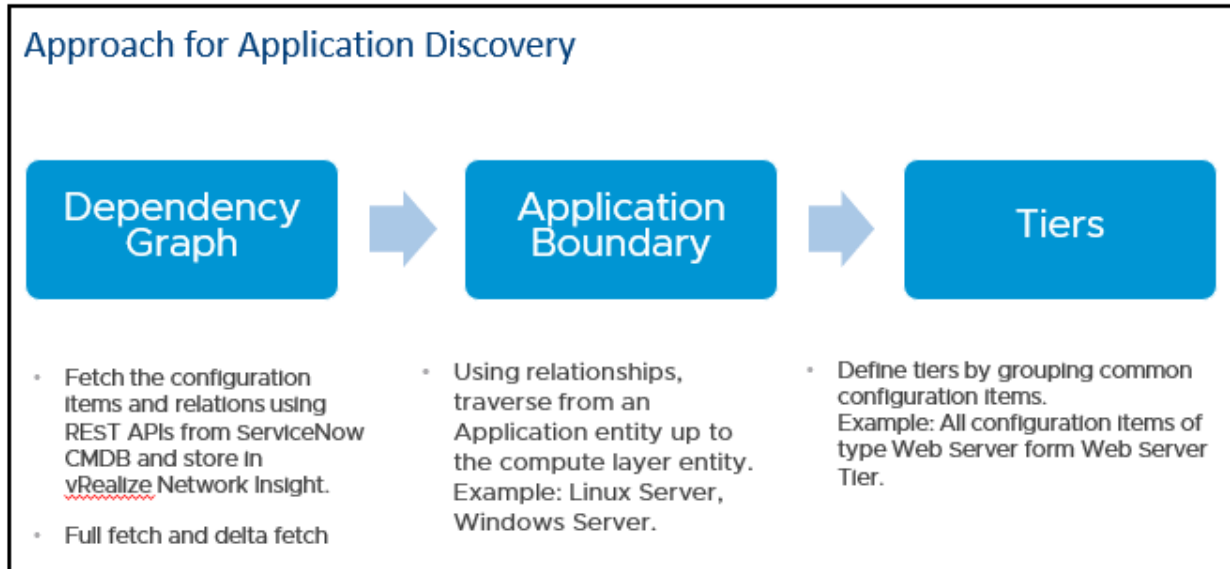 Approach for Application Discovery
Dependency
Graph
Application
Boundary
Tiers
• Fetch the configuration
items and relations using
REST APIs from ServiceNow
CMDB and store in
vRealize Network Insight.
• Full fetch and delta fetch
• Using relationships,
traverse from an
Application entity up to
the compute layer entity.
Example: Linux Server,
Windows Server.
• Define tiers by grouping common
configuration items.
Example: All configuration items of
type Web Server form Web Server
Tier.